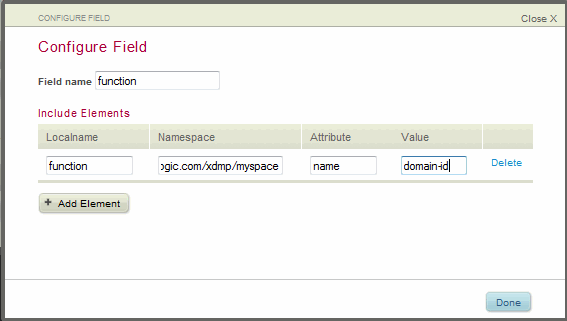 CONFIGURE FIELD Close X
Configure Field
Field name function
Include Elements
Localname Namespace Attribute Value
function ogic.com/xdmp/myspace name domain-id Delete
+ Add Element
Done